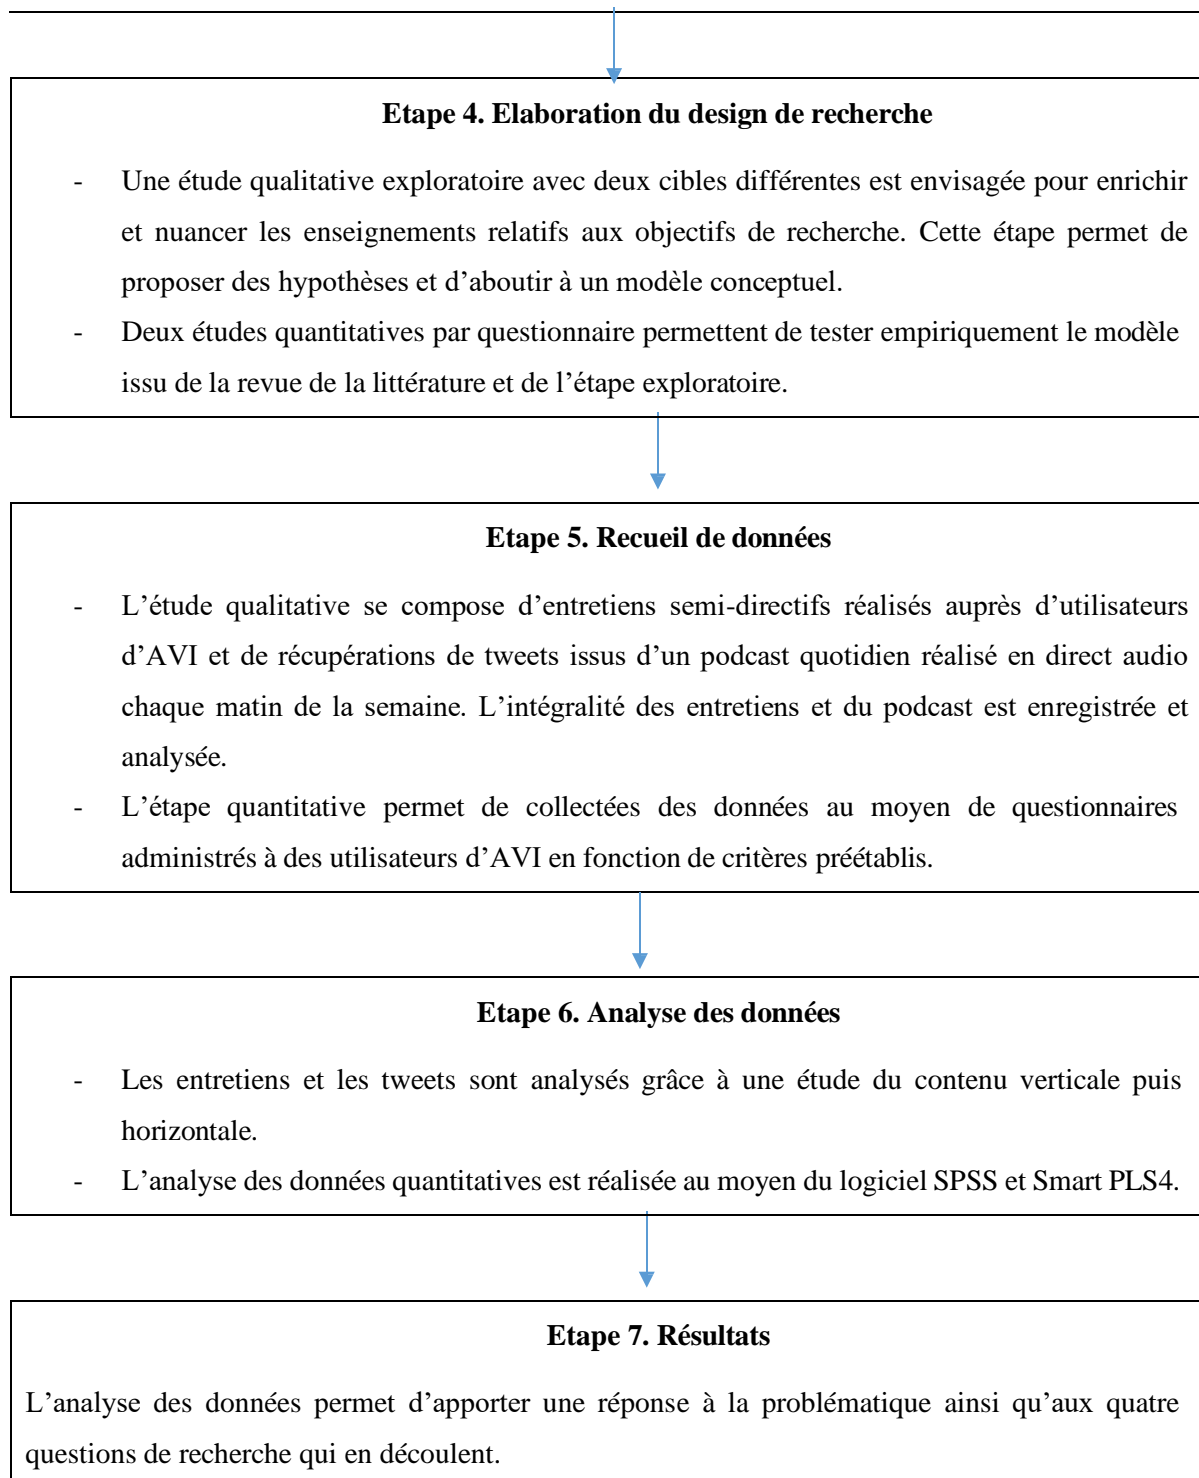 Etape 4. Elaboration du design de recherche
- Une étude qualitative exploratoire avec deux cibles différentes est envisagée pour enrichir
et nuancer les enseignements relatifs aux objectifs de recherche. Cette étape permet de
proposer des hypothèses et d’aboutir à un modèle conceptuel.
- Deux études quantitatives par questionnaire permettent de tester empiriquement le modèle
issu de la revue de la littérature et de l’étape exploratoire.
Etape 5. Recueil de données
- L’étude qualitative se compose d’entretiens semi-directifs réalisés auprès d’utilisateurs
d’AVI et de récupérations de tweets issus d’un podcast quotidien réalisé en direct audio
chaque matin de la semaine. L’intégralité des entretiens et du podcast est enregistrée et
analysée.
- L’étape quantitative permet de collectées des données au moyen de questionnaires
administrés à des utilisateurs d’AVI en fonction de critères préétablis.
Etape 6. Analyse des données
- Les entretiens et les tweets sont analysés grâce à une étude du contenu verticale puis
horizontale.
- L’analyse des données quantitatives est réalisée au moyen du logiciel SPSS et Smart PLS4.
Etape 7. Résultats
L’analyse des données permet d’apporter une réponse à la problématique ainsi qu’aux quatre
questions de recherche qui en découlent.